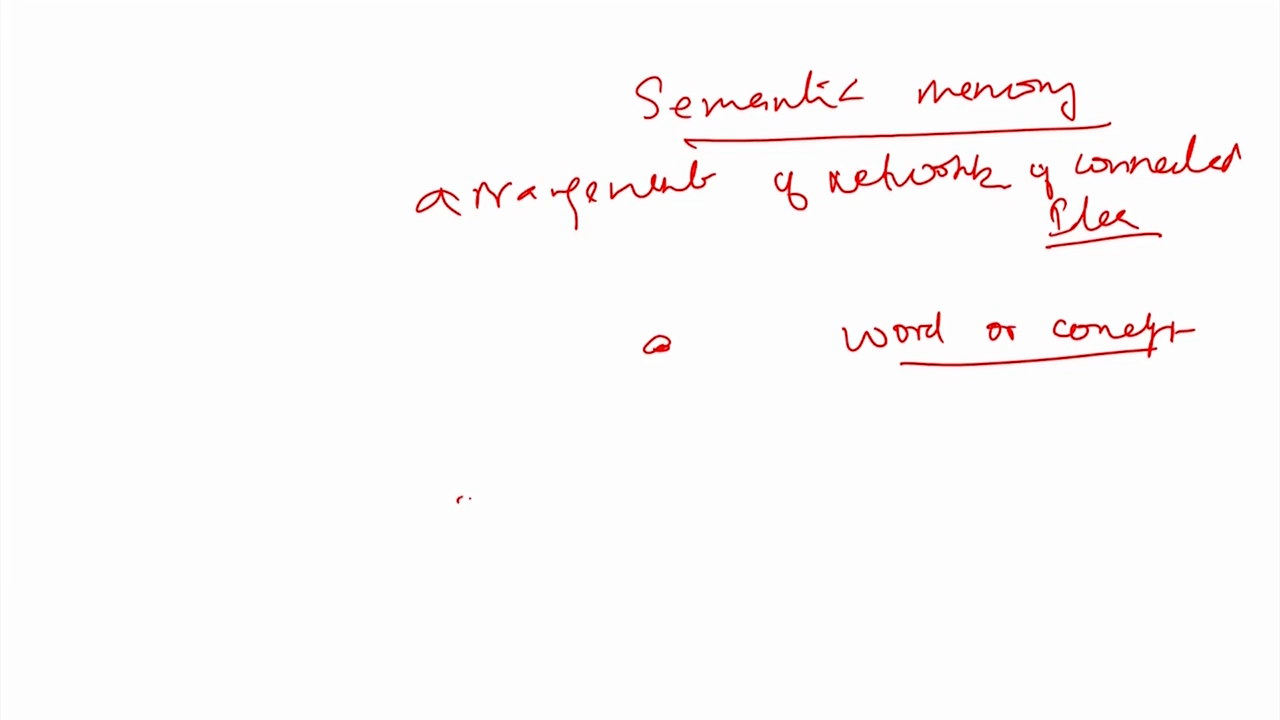 Semantic memory
arrangement of network of connected
Idea
word or concept